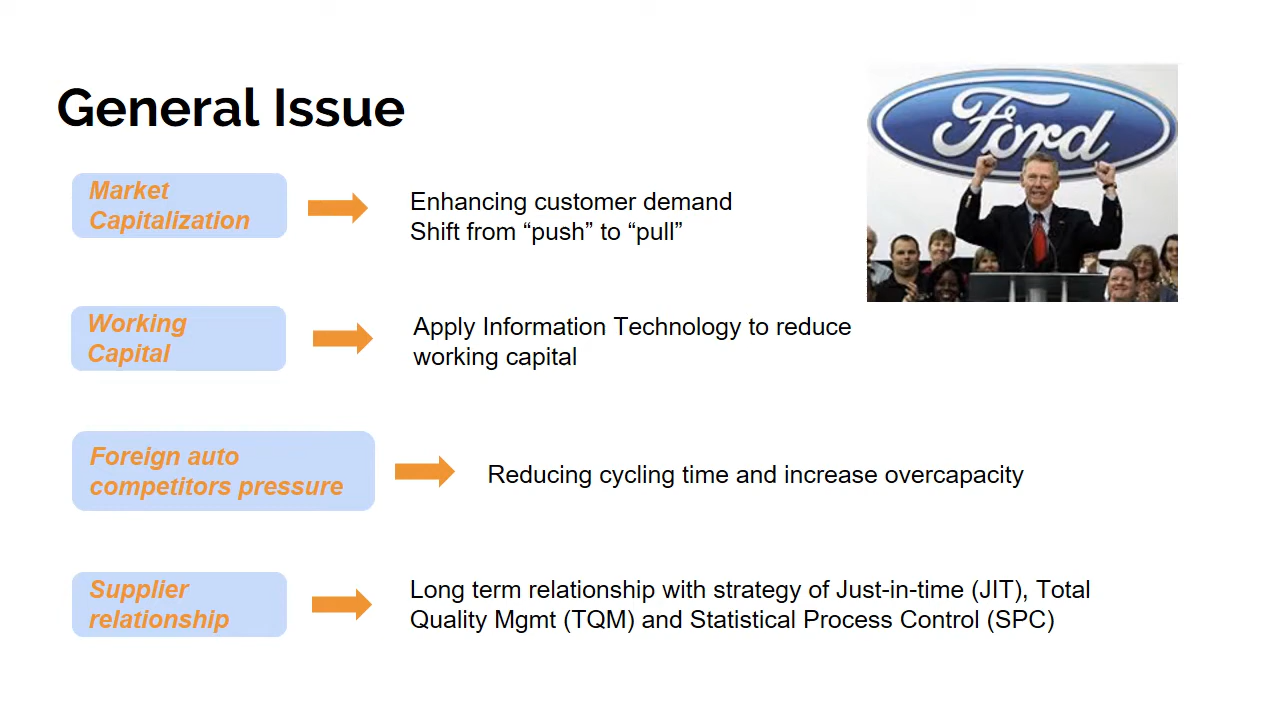 General Issue
Ford
Market
Capitalization
Enhancing customer demand
Shift from “push” to “pull”
Working
Capital
Apply Information Technology to reduce
working capital
Foreign auto
competitors pressure
Reducing cycling time and increase overcapacity
Supplier
relationship
Long term relationship with strategy of Just-in-time (JIT), Total
Quality Mgmt (TQM) and Statistical Process Control (SPC)